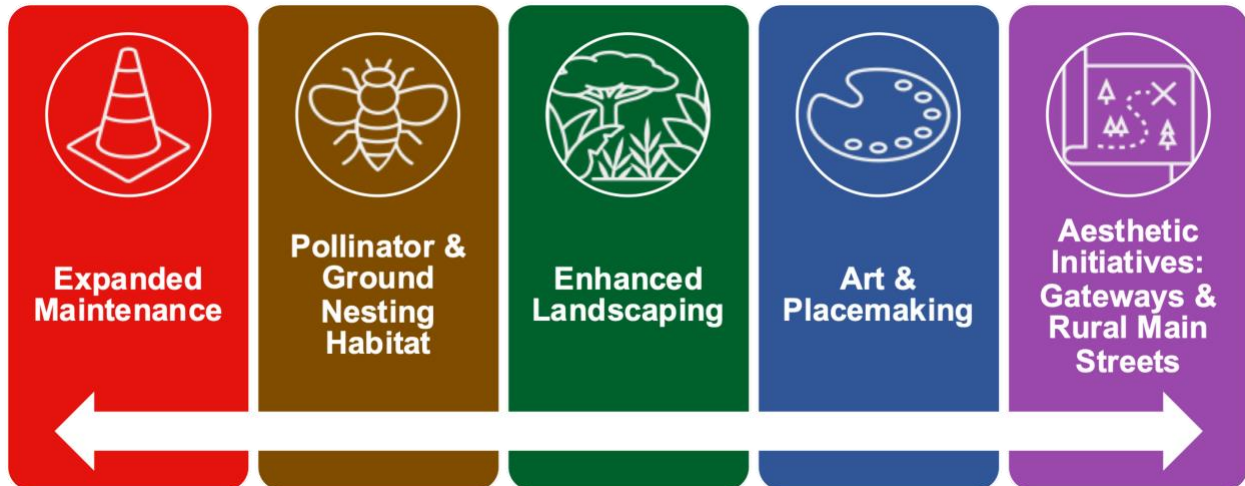 Expanded
Maintenance
Pollinator &
Ground
Nesting
Habitat
Enhanced
Landscaping
Art &
Placemaking
Aesthetic
Initiatives:
Gateways &
Rural Main
Streets